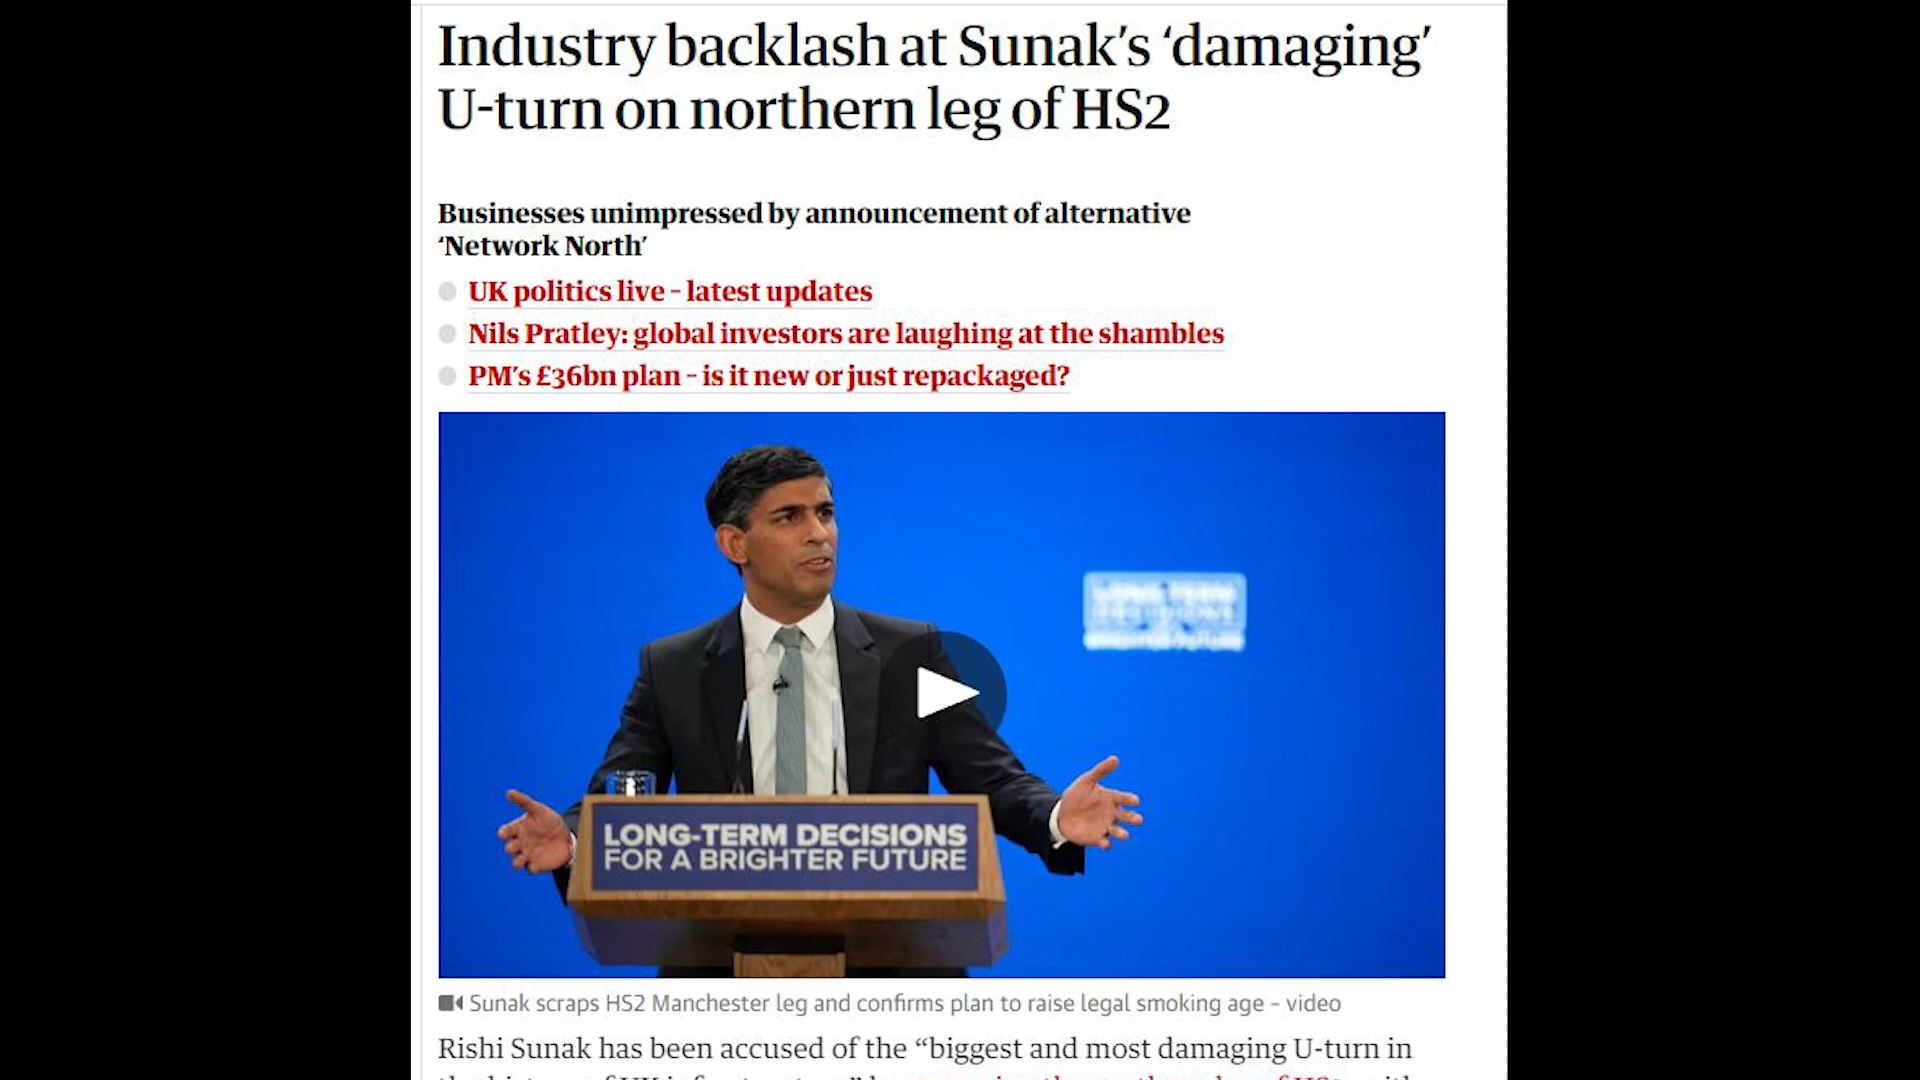 Industry backlash at Sunak’s ‘damaging’
U-turn on northern leg of HS2
Businesses unimpressed by announcement of alternative
‘Network North’
UK politics live – latest updates
Nils Pratley: global investors are laughing at the shambles
PM’s £36bn plan – is it new or just repackaged?
LONG-TERM DECISIONS
FOR A BRIGHTER FUTURE
Sunak scraps HS2 Manchester leg and confirms plan to raise legal smoking age – video
Rishi Sunak has been accused of the “biggest and most damaging U-turn in